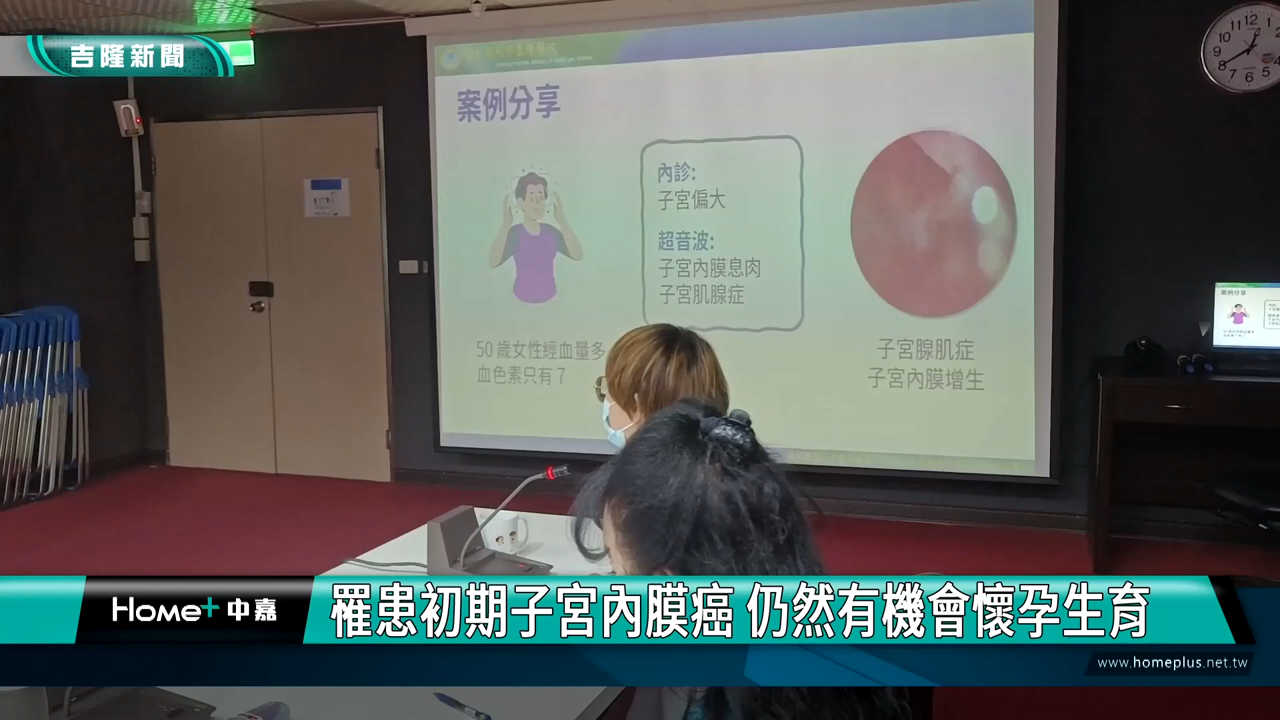 吉隆新聞
案例分享
內診:
子宮偏大
超音波:
子宮內膜息肉
子宮肌腺症
50 歲女性經血量多
血色素只有 7
子宮腺肌症
子宮內膜增生
案例分享
Home+ 中嘉
罹患初期子宮內膜癌 仍然有機會懷孕生育
www.homeplus.net.tw